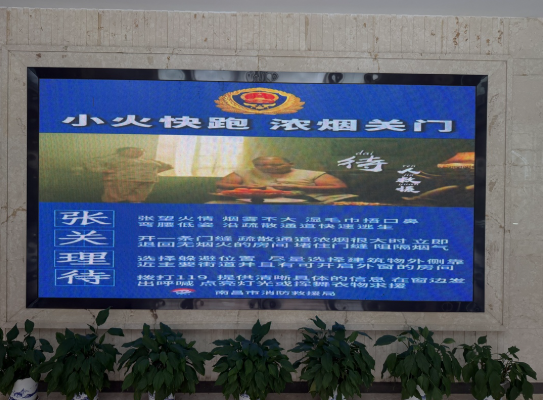 小火快跑 浓烟关门
dai
待
人救援
张
张望火情 烟雾不大 湿毛巾捂口鼻
弯腰低姿 沿疏散通道快速逃生
关
开一条门缝 疏散通道浓烟很大时 立即
退回无烟火的房间 堵住门缝阻隔烟气
理
选择躲避位置 尽量选择建筑物外侧靠
近主要街道并且有可开启外窗的房间
待
拨打119 提供清晰具体的信息 在窗边发
出呼喊 点亮灯光或挥舞衣物求援
南昌市消防救援局